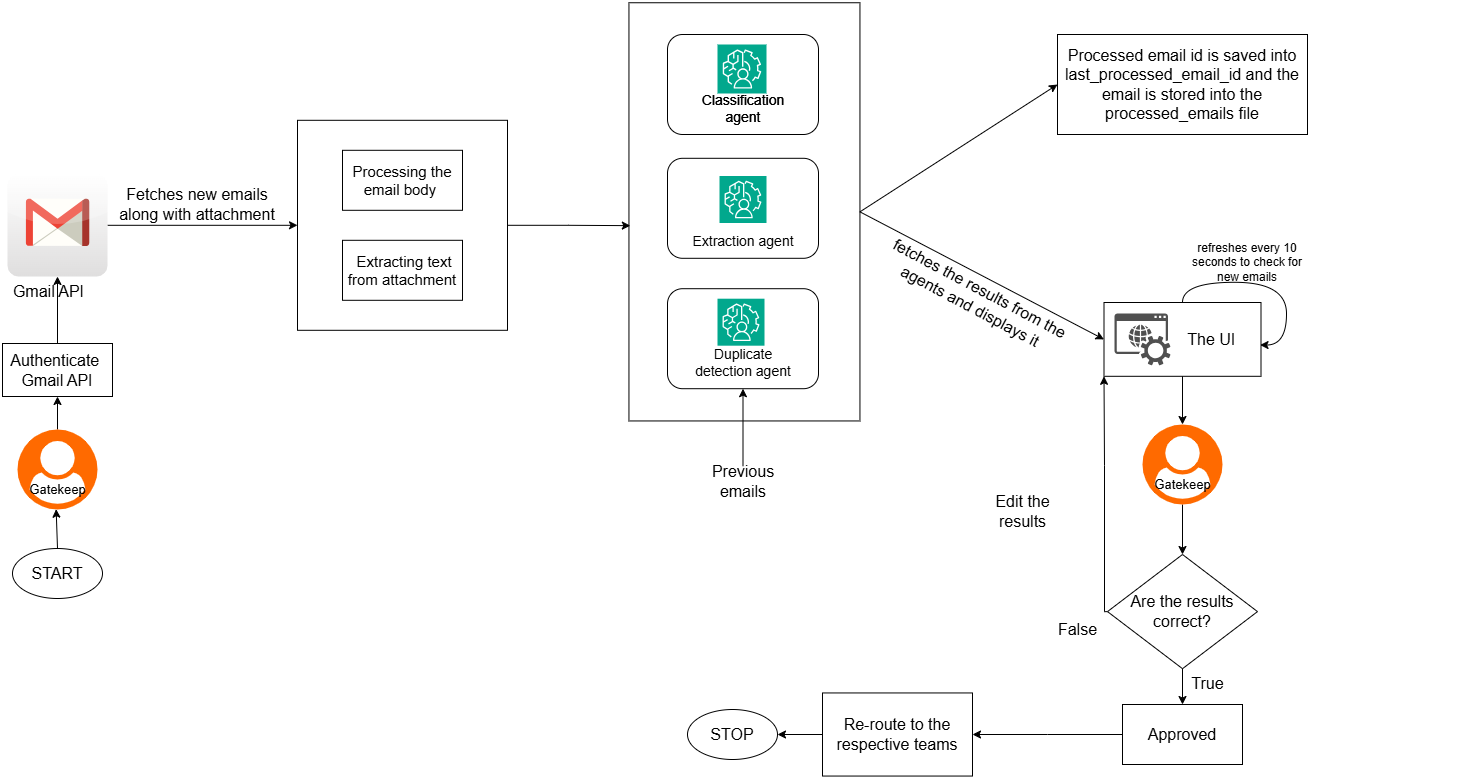 Classification
agent
Processed email id is saved into
last_processed_email_id and the
email is stored into the
processed_emails file
Processing the
email body
Fetches new emails
along with attachment
Extraction agent
Extracting text
from attachment
Gmail API
fetches the results from the
agents and displays it
refreshes every 10
seconds to check for
new emails
The UI
Authenticate
Gmail API
Duplicate
detection agent
Previous
emails
Gatekeep
Gatekeep
START
Edit the
results
Are the results
correct?
False
True
Approved
Re-route to the
respective teams
STOP